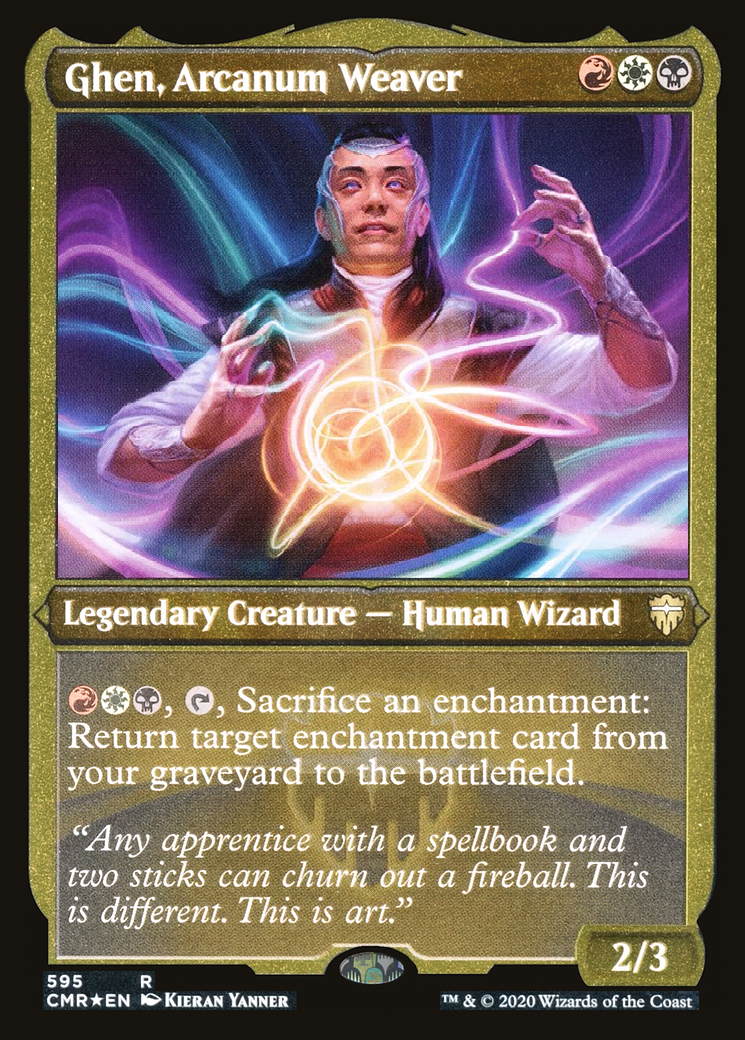 Ghen, Arcanum Weaver
Legendary Creature — Human Wizard
, , Sacrifice an enchantment:
Return target enchantment card from
your graveyard to the battlefield.
“Any apprentice with a spellbook and
two sticks can churn out a fireball. This
is different. This is art.”
2/3
595 R
CMR★EN Kieran Yanner
™ & © 2020 Wizards of the Coast